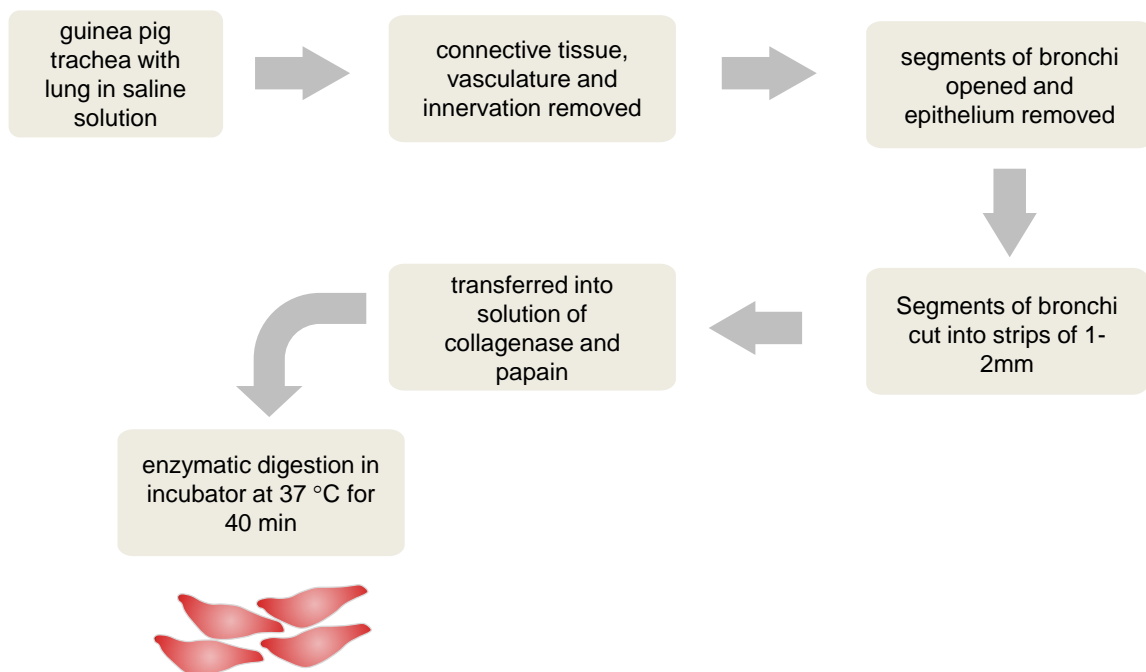 guinea pig
trachea with
lung in saline
solution
connective tissue,
vasculature and
innervation removed
segments of bronchi
opened and
epithelium removed
Segments of bronchi
cut into strips of 1-
2mm
transferred into
solution of
collagenase and
papain
enzymatic digestion in
incubator at 37 °C for
40 min